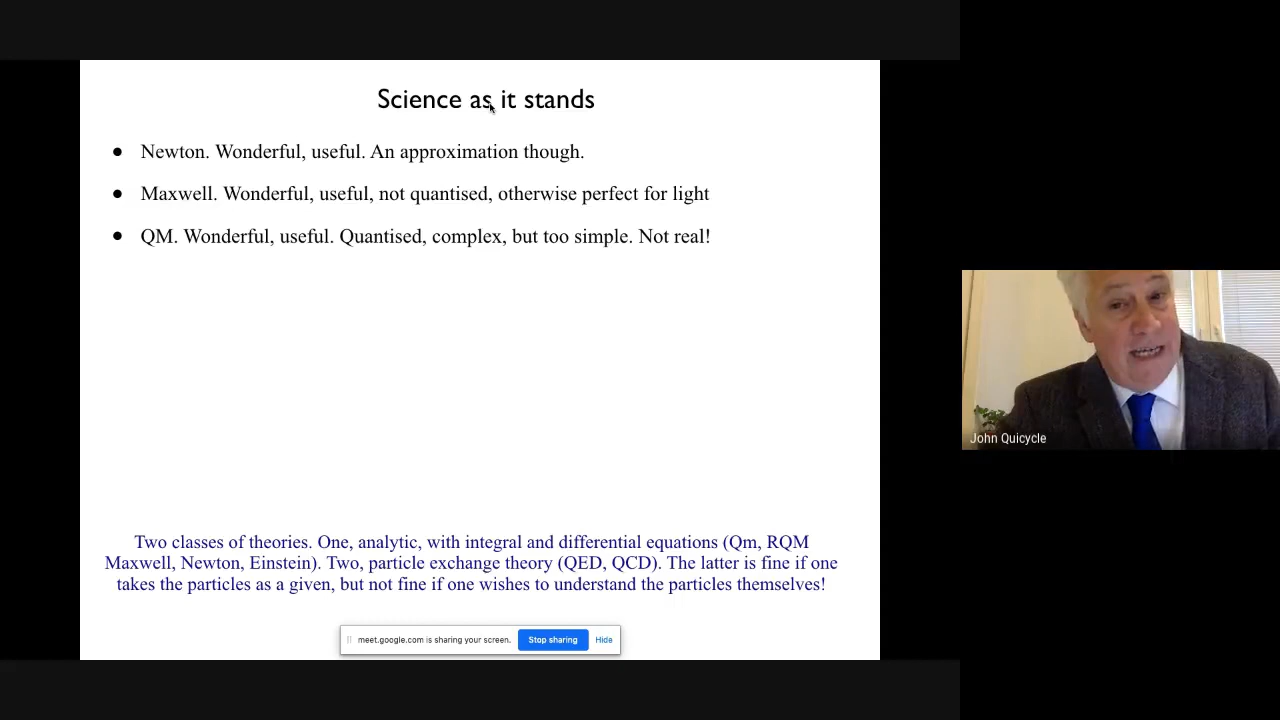 Science as it stands
● Newton. Wonderful, useful. An approximation though.
● Maxwell. Wonderful, useful, not quantised, otherwise perfect for light
● QM. Wonderful, useful. Quantised, complex, but too simple. Not real!
John Quicycle
Two classes of theories. One, analytic, with integral and differential equations (Qm, RQM
Maxwell, Newton, Einstein). Two, particle exchange theory (QED, QCD). The latter is fine if one
takes the particles as a given, but not fine if one wishes to understand the particles themselves!
meet.google.com is sharing your screen. Stop sharing Hide